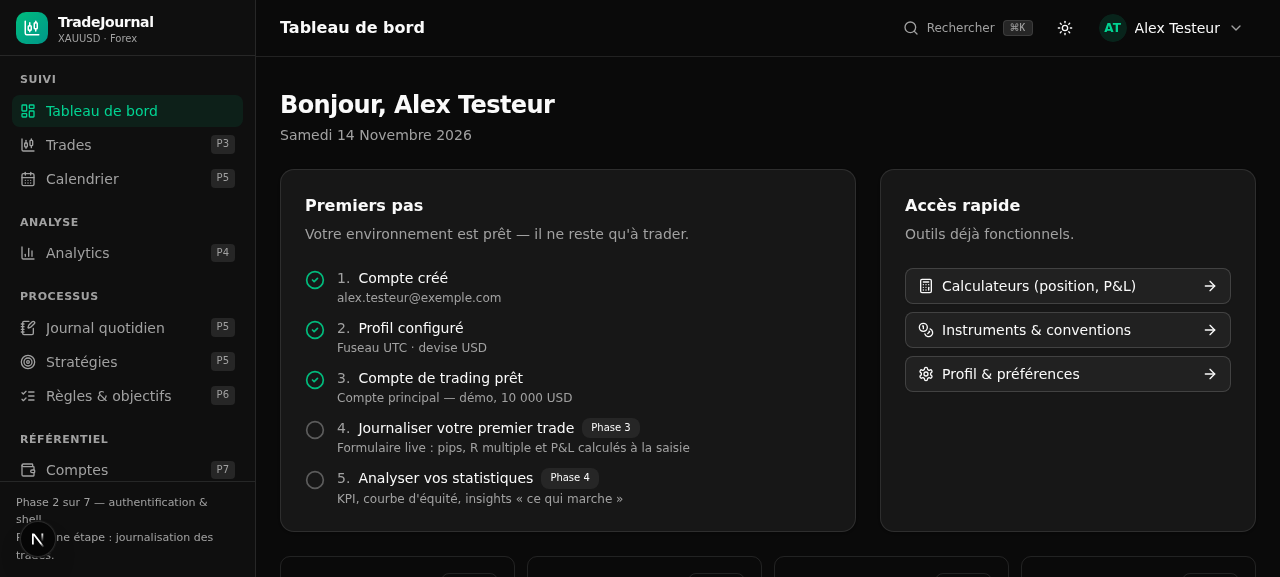 TradeJournal
XAUUSD · Forex
SUIVI
Tableau de bord
Trades P3
Calendrier P5
ANALYSE
Analytics P4
PROCESSUS
Journal quotidien P5
Stratégies P5
Règles & objectifs P6
RÉFÉRENTIEL
Comptes P7
Phase 2 sur 7 — authentification &
shell
étape : journalisation des
trades.
N
Tableau de bord
Rechercher ⌘K
AT Alex Testeur
Bonjour, Alex Testeur
Samedi 14 Novembre 2026
Premiers pas
Votre environnement est prêt — il ne reste qu'à trader.
1. Compte créé
alex.testeur@exemple.com
2. Profil configuré
Fuseau UTC · devise USD
3. Compte de trading prêt
Compte principal — démo, 10 000 USD
4. Journaliser votre premier trade Phase 3
Formulaire live : pips, R multiple et P&L calculés à la saisie
5. Analyser vos statistiques Phase 4
KPI, courbe d'équité, insights « ce qui marche »
Accès rapide
Outils déjà fonctionnels.
Calculateurs (position, P&L)
Instruments & conventions
Profil & préférences